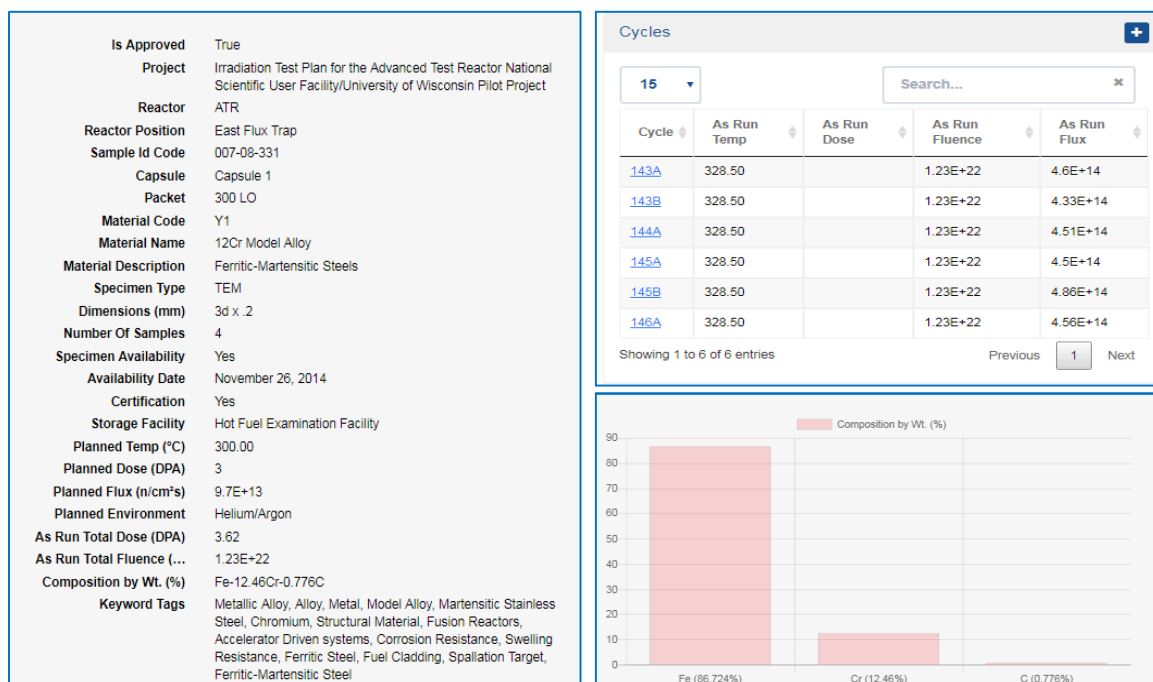 Is Approved True
Project Irradiation Test Plan for the Advanced Test Reactor National
Scientific User Facility/University of Wisconsin Pilot Project
Reactor ATR
Reactor Position East Flux Trap
Sample Id Code 007-08-331
Capsule Capsule 1
Packet 300 LO
Material Code Y1
Material Name 12Cr Model Alloy
Material Description Ferritic-Martensitic Steels
Specimen Type TEM
Dimensions (mm) 3d x .2
Number Of Samples 4
Specimen Availability Yes
Availability Date November 26, 2014
Certification Yes
Storage Facility Hot Fuel Examination Facility
Planned Temp (°C) 300.00
Planned Dose (DPA) 3
Planned Flux (n/cm²s) 9.7E+13
Planned Environment Helium/Argon
As Run Total Dose (DPA) 3.62
As Run Total Fluence (... 1.23E+22
Composition by Wt. (%) Fe-12.46Cr-0.776C
Keyword Tags Metallic Alloy, Alloy, Metal, Model Alloy, Martensitic Stainless
Steel, Chromium, Structural Material, Fusion Reactors,
Accelerator Driven systems, Corrosion Resistance, Swelling
Resistance, Ferritic Steel, Fuel Cladding, Spallation Target,
Ferritic-Martensitic Steel
Cycles +
15 Search...
Cycle As Run Temp As Run Dose As Run Fluence As Run Flux
143A 328.50 1.23E+22 4.6E+14
143B 328.50 1.23E+22 4.33E+14
144A 328.50 1.23E+22 4.51E+14
145A 328.50 1.23E+22 4.5E+14
145B 328.50 1.23E+22 4.86E+14
146A 328.50 1.23E+22 4.56E+14
Showing 1 to 6 of 6 entries Previous 1 Next
Composition by Wt. (%)
90
80
70
60
50
40
30
20
10
0
Fe (86.724%) Cr (12.46%) C (0.776%)